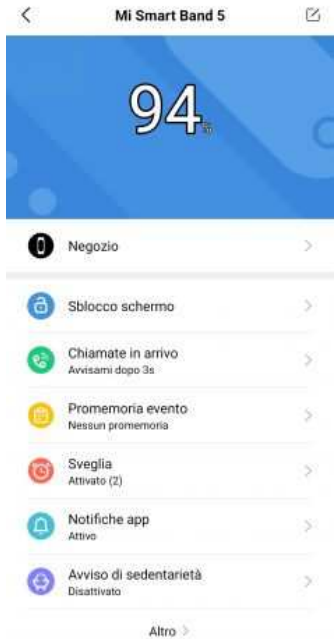 Mi Smart Band 5
94
Negozio
Sblocco schermo
Chiamate in arrivo
Avvisami dopo 3s
Promemoria evento
Nessun promemoria
Sveglia
Attivato (2)
Notifiche app
Attivo
Avviso di sedentarietà
Disattivato
Altro